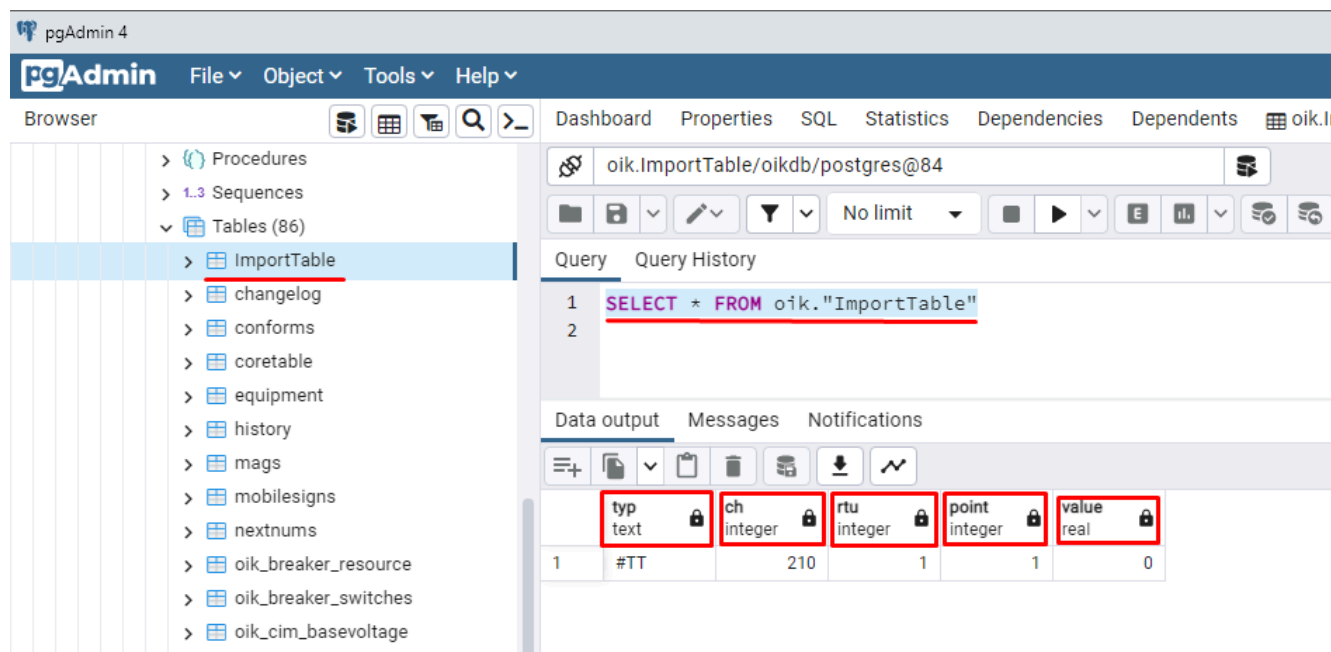 pgAdmin 4
pgAdmin File Object Tools Help
Browser
Dashboard Properties SQL Statistics Dependencies Dependents oik.I
Procedures
1..3 Sequences
Tables (86)
ImportTable
changelog
conforms
coretable
equipment
history
mags
mobilesigns
nextnums
oik_breaker_resource
oik_breaker_switches
oik_cim_basevoltage
oik.ImportTable/oikdb/postgres@84
No limit
E
Query Query History
1 SELECT * FROM oik."ImportTable"
2
Data output Messages Notifications
typ ch rtu point value
text integer integer integer real
1 #TT 210 1 1 0